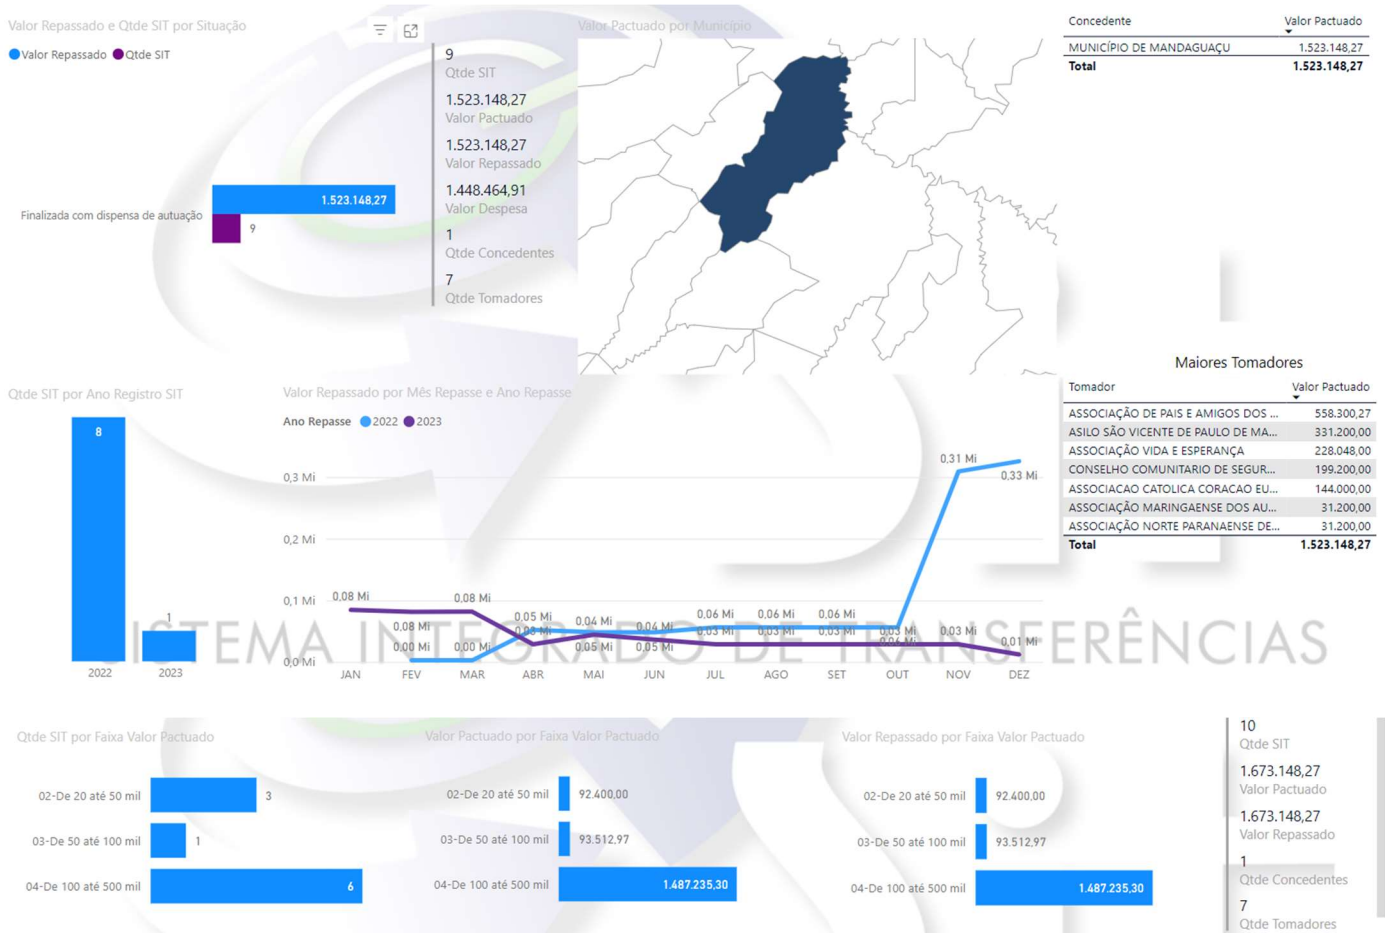 Valor Repassado e Qtde SIT por Situação
Valor Repassado Qtde SIT
Finalizada com dispensa de autuação
1.523.148,27
9
9
Qtde SIT
1.523.148,27
Valor Pactuado
1.523.148,27
Valor Repassado
1.448.464,91
Valor Despesa
1
Qtde Concedentes
7
Qtde Tomadores
Valor Pactuado por Município
Concedente Valor Pactuado
MUNICÍPIO DE MANDAGUAÇU 1.523.148,27
Total 1.523.148,27
Qtde SIT por Ano Registro SIT
8
1
2022 2023
Valor Repassado por Mês Repasse e Ano Repasse
Ano Repasse 2022 2023
0,3 Mi
0,2 Mi
0,1 Mi
0,0 Mi
0,31 Mi
0,33 Mi
0,08 Mi 0,08 Mi 0,05 Mi 0,04 Mi 0,04 Mi 0,06 Mi 0,06 Mi 0,06 Mi 0,03 Mi 0,03 Mi 0,01 Mi
0,08 Mi 0,03 Mi 0,03 Mi 0,03 Mi 0,03 Mi
0,00 Mi 0,00 Mi 0,05 Mi 0,05 Mi
JAN FEV MAR ABR MAI JUN JUL AGO SET OUT NOV DEZ
Maiores Tomadores
Tomador Valor Pactuado
ASSOCIAÇÃO DE PAIS E AMIGOS DOS ... 558.300,27
ASILO SÃO VICENTE DE PAULO DE MA... 331.200,00
ASSOCIAÇÃO VIDA E ESPERANÇA 228.048,00
CONSELHO COMUNITARIO DE SEGUR... 199.200,00
ASSOCIACAO CATOLICA CORACAO EU... 144.000,00
ASSOCIAÇÃO MARINGAENSE DOS AU... 31.200,00
ASSOCIAÇÃO NORTE PARANAENSE DE... 31.200,00
Total 1.523.148,27
SISTEMA INTEGRADO DE TRANSFERÊNCIAS
Qtde SIT por Faixa Valor Pactuado
02-De 20 até 50 mil 3
03-De 50 até 100 mil 1
04-De 100 até 500 mil 6
Valor Pactuado por Faixa Valor Pactuado
02-De 20 até 50 mil 92.400,00
03-De 50 até 100 mil 93.512,97
04-De 100 até 500 mil 1.487.235,30
Valor Repassado por Faixa Valor Pactuado
02-De 20 até 50 mil 92.400,00
03-De 50 até 100 mil 93.512,97
04-De 100 até 500 mil 1.487.235,30
10
Qtde SIT
1.673.148,27
Valor Pactuado
1.673.148,27
Valor Repassado
1
Qtde Concedentes
7
Qtde Tomadores